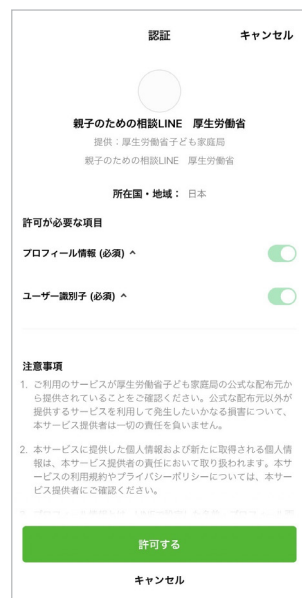 認証
キャンセル
親子のための相談LINE 厚生労働省
提供：厚生労働省子ども家庭局
親子のための相談LINE 厚生労働省
所在国・地域： 日本
許可が必要な項目
プロフィール情報 (必須) ^
ユーザー識別子 (必須) ^
注意事項
1. ご利用のサービスが厚生労働省子ども家庭局の公式な配布元か
ら提供されていることをご確認ください。公式な配布元以外が
提供するサービスを利用して発生したいかなる損害について、
本サービス提供者は一切の責任を負いません。
2. 本サービスに提供した個人情報および新たに取得される個人情
報は、本サービス提供者の責任において取り扱われます。本サ
ービスの利用規約やプライバシーポリシーについては、本サー
ビス提供者にご確認ください。
許可する
キャンセル